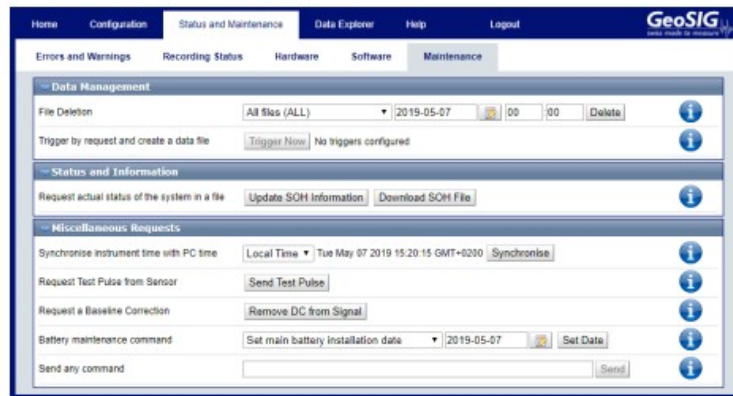 Home Configuration Status and Maintenance Data Explorer Help Logout GeoSIG
swiss made to measure
Errors and Warnings Recording Status Hardware Software Maintenance
Data Management
File Deletion All files (ALL) 2019-05-07 00 :00 Delete
Trigger by request and create a data file Trigger Now No triggers configured
Status and Information
Request actual status of the system in a file Update SOH Information Download SOH File
Miscellaneous Requests
Synchronise instrument time with PC time Local Time Tue May 07 2019 15:20:15 GMT+0200 Synchronise
Request Test Pulse from Sensor Send Test Pulse
Request a Baseline Correction Remove DC from Signal
Battery maintenance command Set main battery installation date 2019-05-07 Set Date
Send any command Send